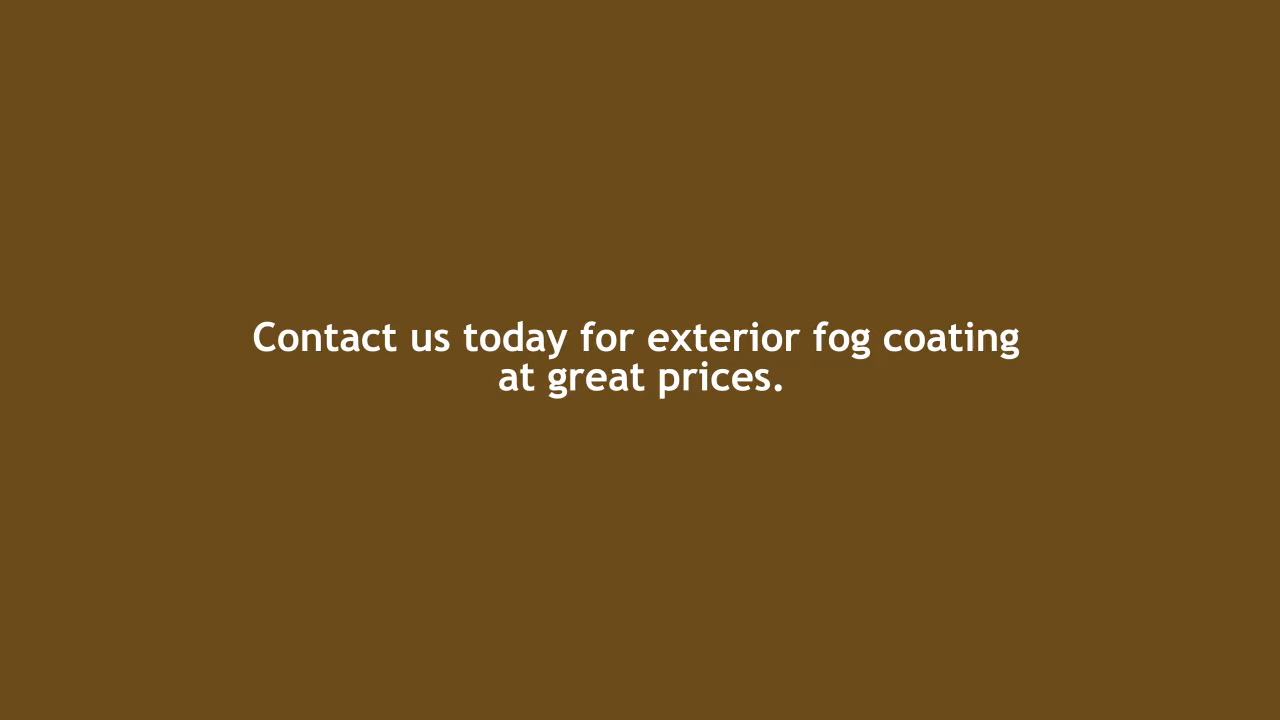 Contact us today for exterior fog coating
at great prices.